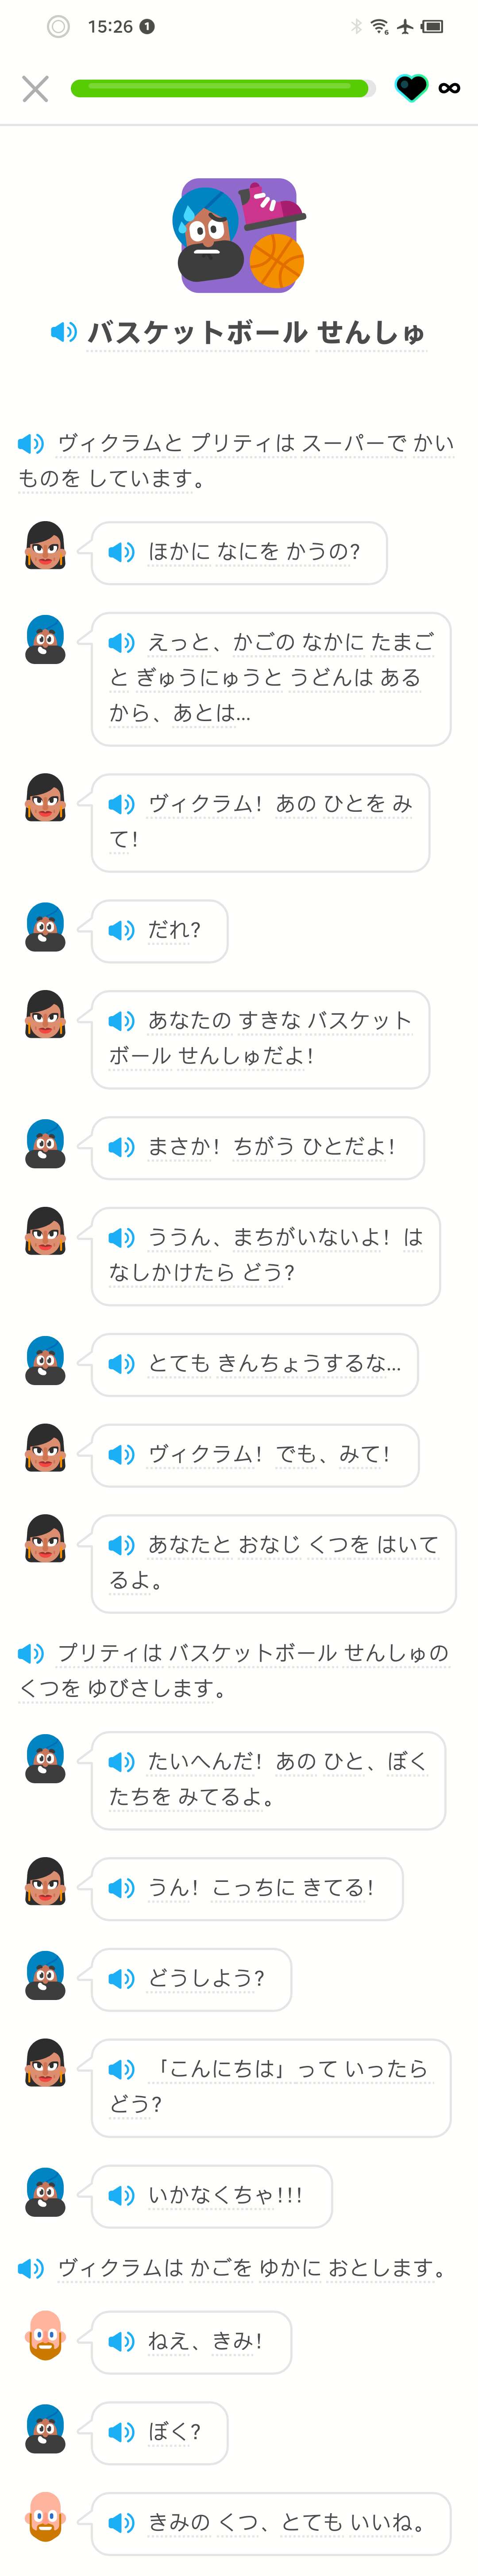 15:26 1
∞
バスケットボール せんしゅ
ヴィクラムと プリティは スーパーで かい
ものを しています。
ほかに なにを かうの?
えっと、かごの なかに たまご
と ぎゅうにゅうと うどんは ある
から、あとは...
ヴィクラム! あの ひとを み
て!
だれ?
あなたの すきな バスケット
ボール せんしゅだよ!
まさか! ちがう ひとだよ!
ううん、まちがいないよ! は
なしかけたら どう?
とても きんちょうするな...
ヴィクラム! でも、みて!
あなたと おなじ くつを はいて
るよ。
プリティは バスケットボール せんしゅの
くつを ゆびさします。
たいへんだ! あの ひと、ぼく
たちを みてるよ。
うん! こっちに きてる!
どうしよう?
「こんにちは」って いったら
どう?
いかなくちゃ!!!
ヴィクラムは かごを ゆかに おとします。
ねえ、きみ!
ぼく?
きみの くつ、とても いいね。